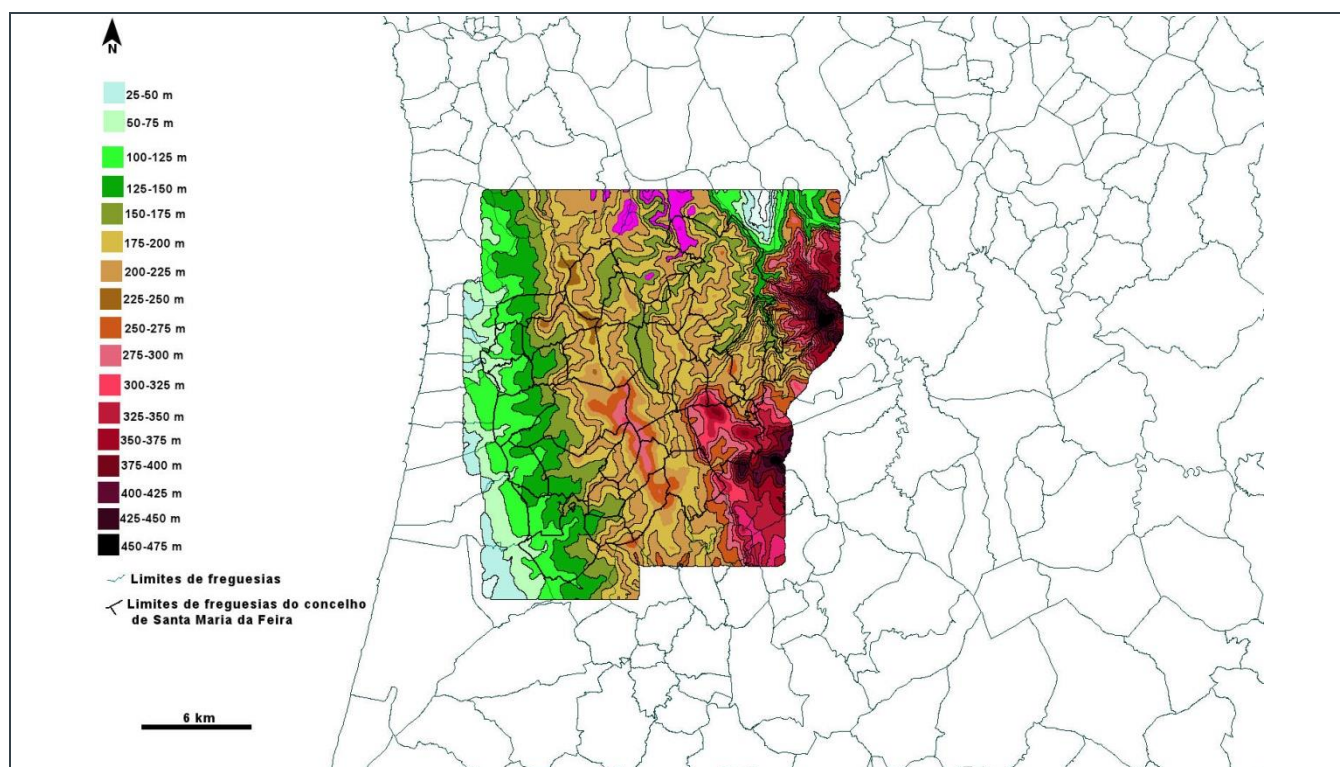 N
25-50 m
50-75 m
100-125 m
125-150 m
150-175 m
175-200 m
200-225 m
225-250 m
250-275 m
275-300 m
300-325 m
325-350 m
350-375 m
375-400 m
400-425 m
425-450 m
450-475 m
Limites de freguesias
Limites de freguesias do concelho
de Santa Maria da Feira
6 km